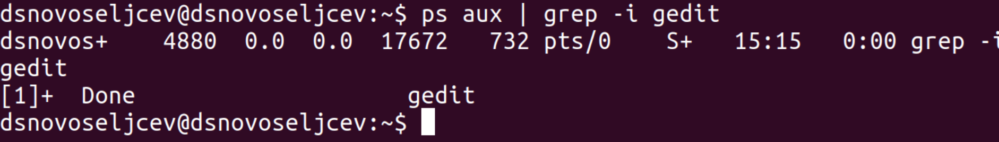 dsnovoseljcev@dsnovoseljcev:~$ ps aux | grep -i gedit
dsnovos+    4880  0.0  0.0  17672   732 pts/0    S+   15:15   0:00 grep -i
gedit
[1]+  Done                    gedit
dsnovoseljcev@dsnovoseljcev:~$